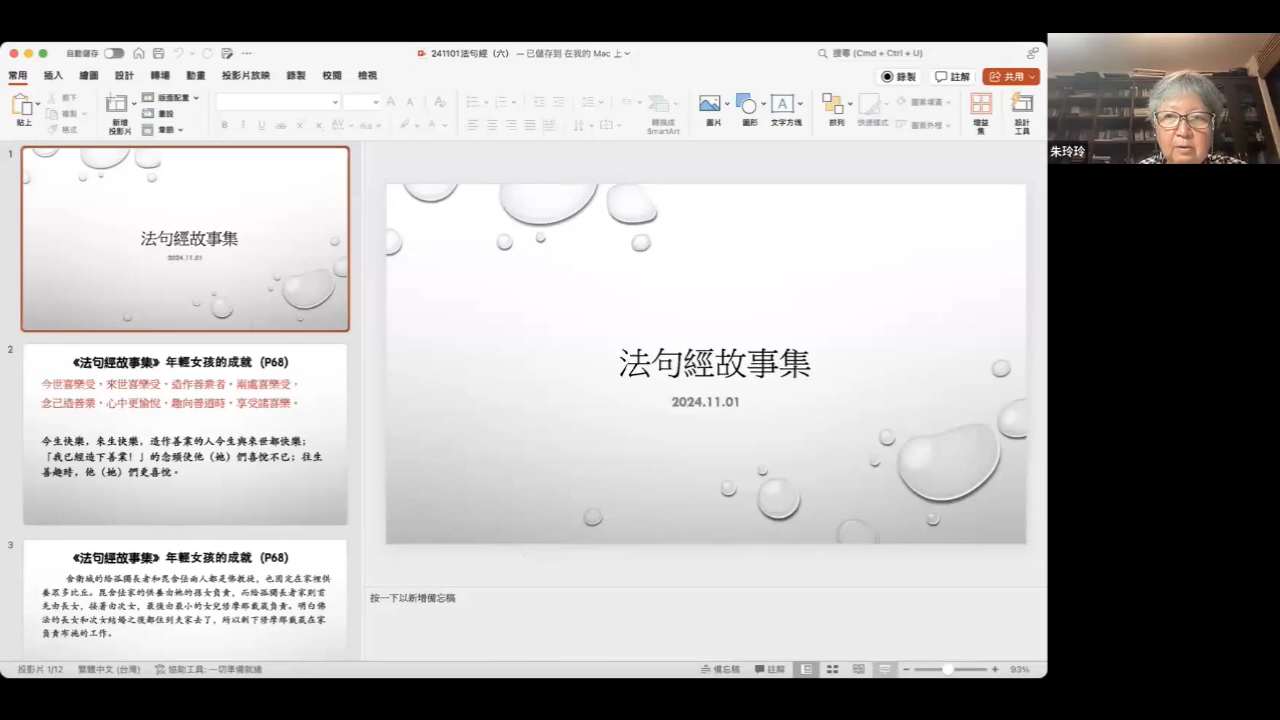 自動儲存
241101法句經（六） — 已儲存到 在我的 Mac 上
搜尋 (Cmd + Ctrl + U)
常用 插入 繪圖 設計 轉場 動畫 投影片放映 錄製 校閱 檢視
錄製 註解 共用
貼上
剪下
複製
格式
新增
投影片
版面配置
重設
章節
轉換成
SmartArt
圖片
圖形
文字方塊
排列
快速樣式
圖案填滿
圖案外框
增益
集
設計
工具
朱玲玲
1
法句經故事集
2024.11.01
2
《法句經故事集》年輕女孩的成就（P68）
今世喜樂受，來世喜樂受，造作善業者，兩處喜樂受，
念己造善業，心中更愉悅，趣向善道時，享受諸喜樂。
今生快樂，來生快樂，造作善業的人今生與來世都快樂；
「我已經造下善業！」的念頭使他（她）們喜悅不已；往生
善趣時，他（她）們更喜悅。
3
《法句經故事集》年輕女孩的成就（P68）
舍衛城的給孤獨長者和毘舍佉兩人都是佛教徒，也固定在家裡供
養眾多比丘。毘舍佉家的供養由她的孫女負責，而給孤獨長者家則首
先由長女，接著由次女，最後由最小的女兒修摩那戴葳負責。明白佛
法的長女和次女結婚之後都住到夫家去了，所以剩下修摩那戴葳在家
負責布施的工作。
法句經故事集
2024.11.01
按一下以新增備忘稿
投影片 1/12 繁體中文 (台灣) 協助工具: 一切準備就緒
備忘稿 註解 93%